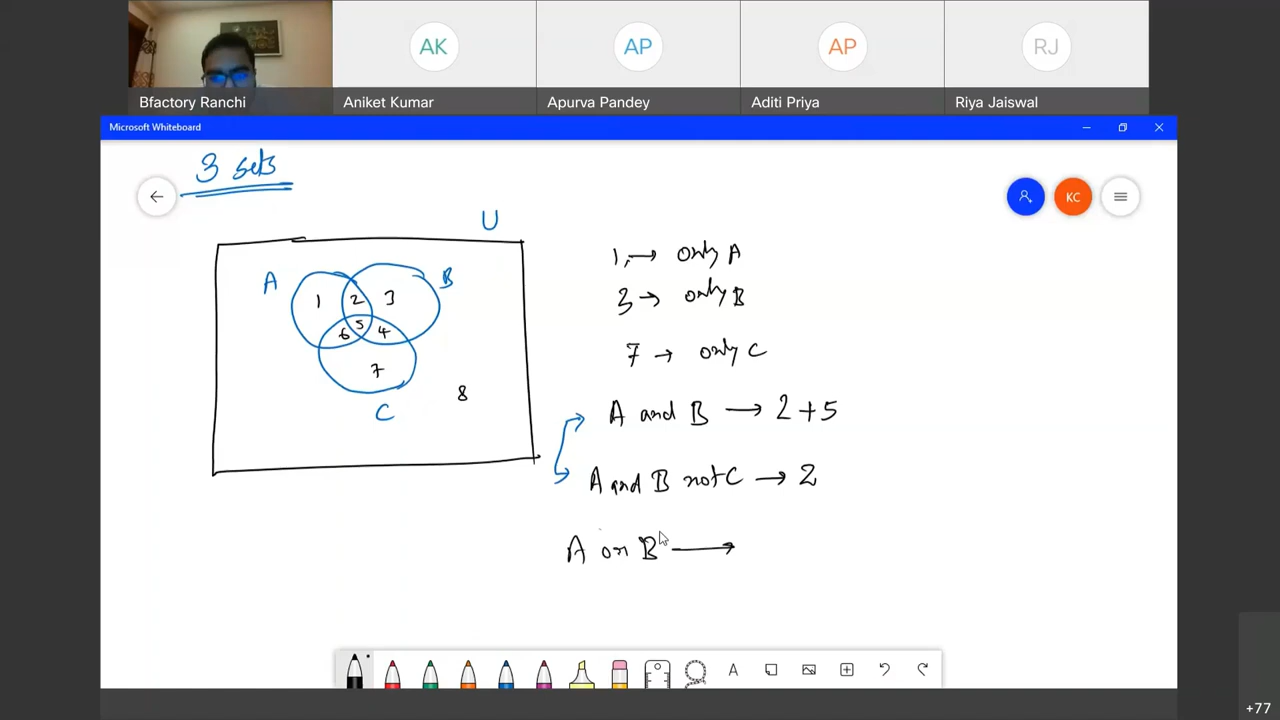 AK
AP
AP
RJ
Bfactory Ranchi
Aniket Kumar
Apurva Pandey
Aditi Priya
Riya Jaiswal
Microsoft Whiteboard
3 sets
KC
U
A
B
1
2
3
6
5
4
7
8
C
1, → only A
3 → only B
7 → only C
A and B → 2 + 5
A and B not C → 2
A or B →
A
+77